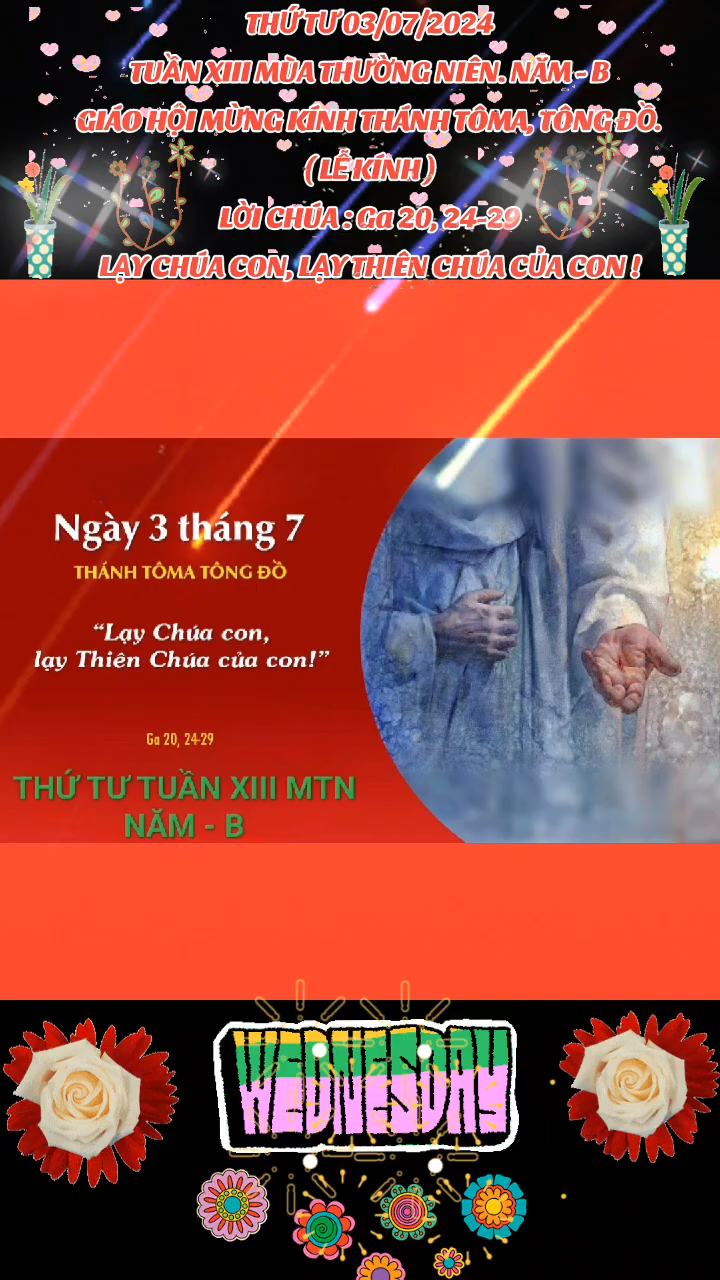 THỨ TƯ 03/07/2024
TUẦN XIII MÙA THƯỜNG NIÊN. NĂM - B
GIÁO HỘI MỪNG KÍNH THÁNH TÔMA, TÔNG ĐỒ.
( LỄ KÍNH )
LỜI CHÚA : Ga 20, 24-29
LẠY CHÚA CON, LẠY THIÊN CHÚA CỦA CON !
Ngày 3 tháng 7
THÁNH TÔMA TÔNG ĐỒ
“Lạy Chúa con,
lạy Thiên Chúa của con!”
Ga 20, 24-29
THỨ TƯ TUẦN XIII MTN
NĂM - B
WEDNESDAY